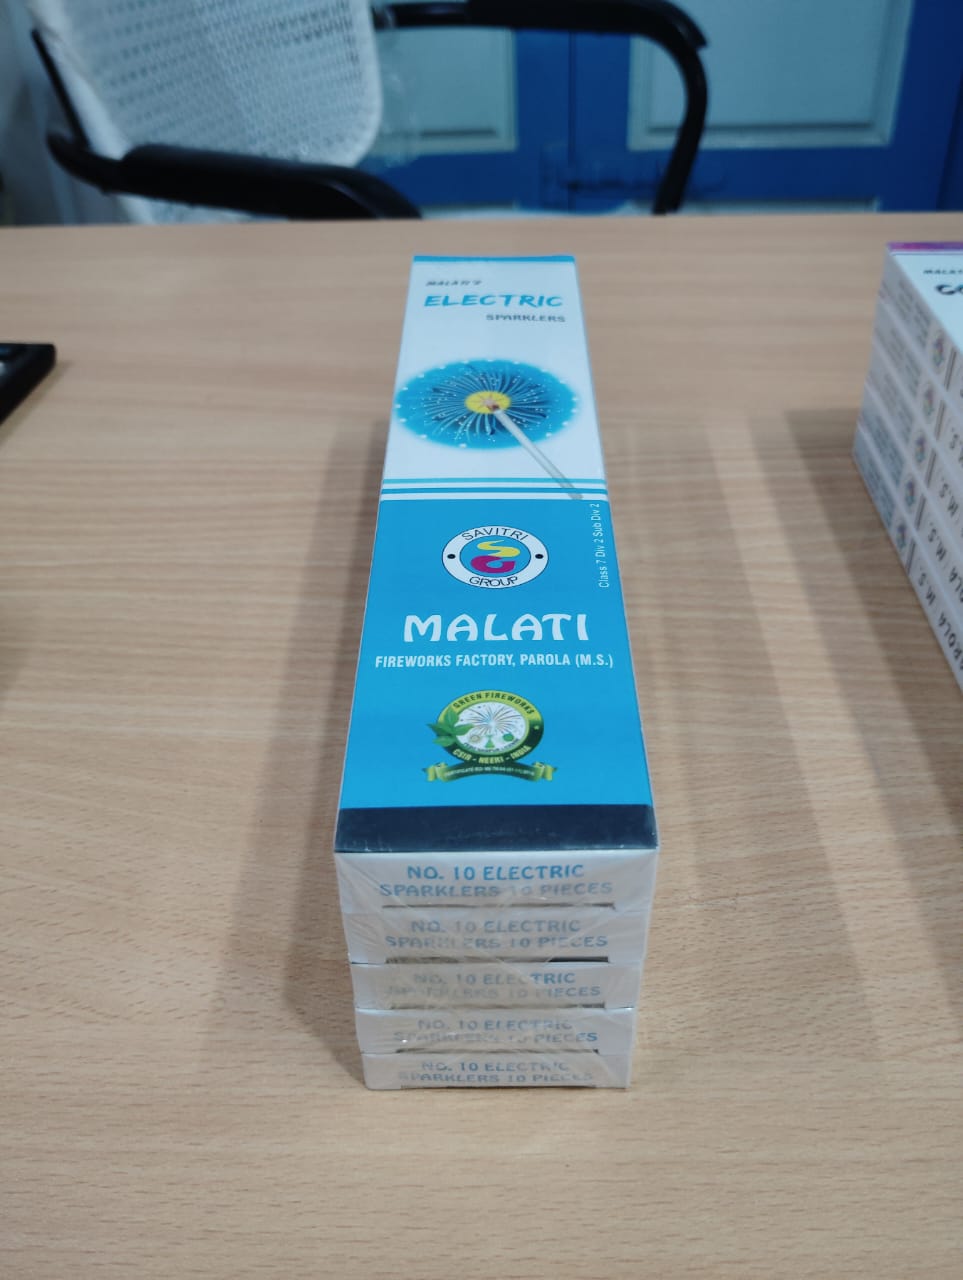 MALATI'S
ELECTRIC
SPARKLERS
Class 7 Div 2 Sub Div 2
SAVITRI
GROUP
MALATI
FIREWORKS FACTORY, PAROLA (M.S.)
GREEN FIREWORKS
CSIR - NEERI - INDIA
NO. 10 ELECTRIC
SPARKLERS 10 PIECES
NO. 10 ELECTRIC
SPARKLERS 10 PIECES
NO. 10 ELECTRIC
SPARKLERS 10 PIECES
NO. 10 ELECTRIC
SPARKLERS 10 PIECES
NO. 10 ELECTRIC
SPARKLERS 10 PIECES
MALATI